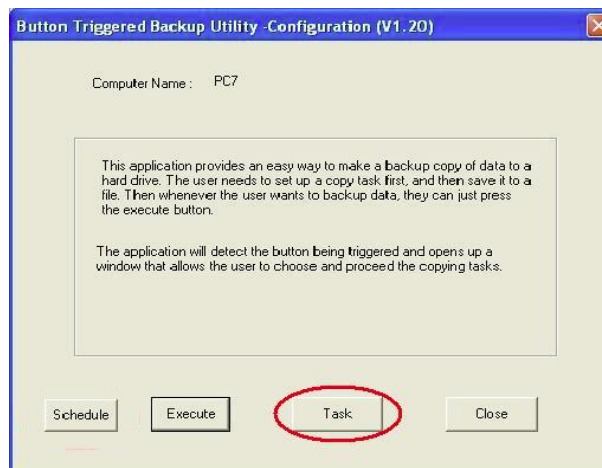 Button Triggered Backup Utility -Configuration (V1.20)
Computer Name : PC7
This application provides an easy way to make a backup copy of data to a
hard drive. The user needs to set up a copy task first, and then save it to a
file. Then whenever the user wants to backup data, they can just press
the execute button.
The application will detect the button being triggered and opens up a
window that allows the user to choose and proceed the copying tasks.
Schedule Execute Task Close